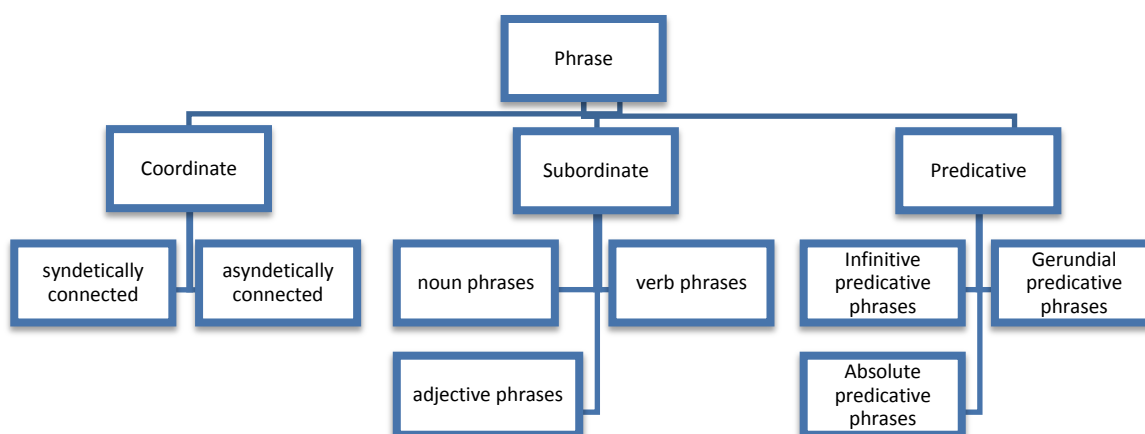 Phrase
Coordinate
Subordinate
Predicative
syndetically
connected
asyndetically
connected
noun phrases
verb phrases
adjective phrases
Infinitive
predicative
phrases
Gerundial
predicative
phrases
Absolute
predicative
phrases